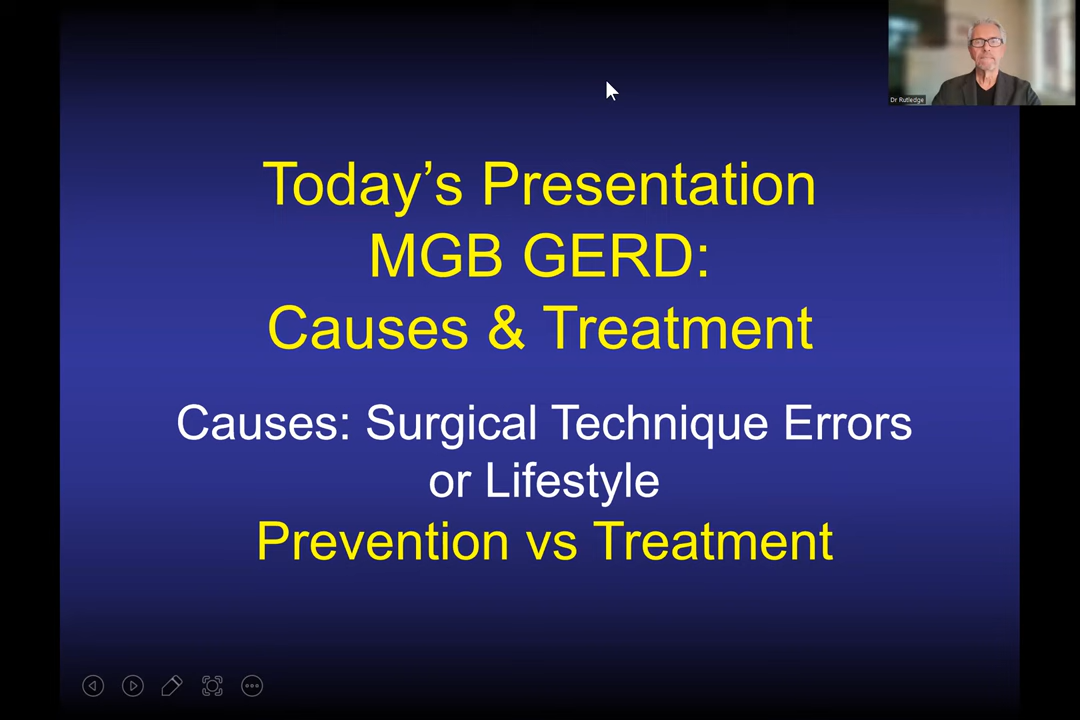 Dr Rutledge
Today’s Presentation
MGB GERD:
Causes & Treatment
Causes: Surgical Technique Errors
or Lifestyle
Prevention vs Treatment